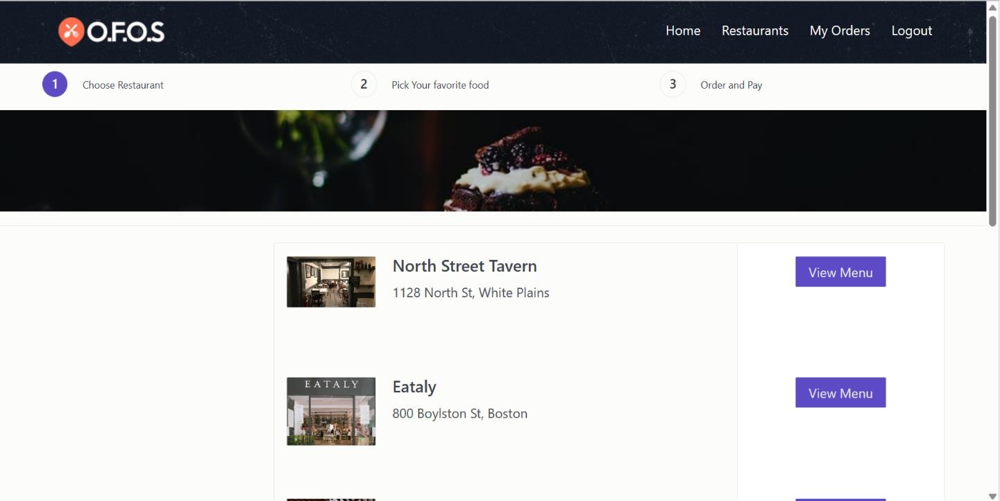 O.F.O.S
Home Restaurants My Orders Logout
1 Choose Restaurant 2 Pick Your favorite food 3 Order and Pay
North Street Tavern
1128 North St, White Plains
View Menu
EATALY
Eataly
800 Boylston St, Boston
View Menu